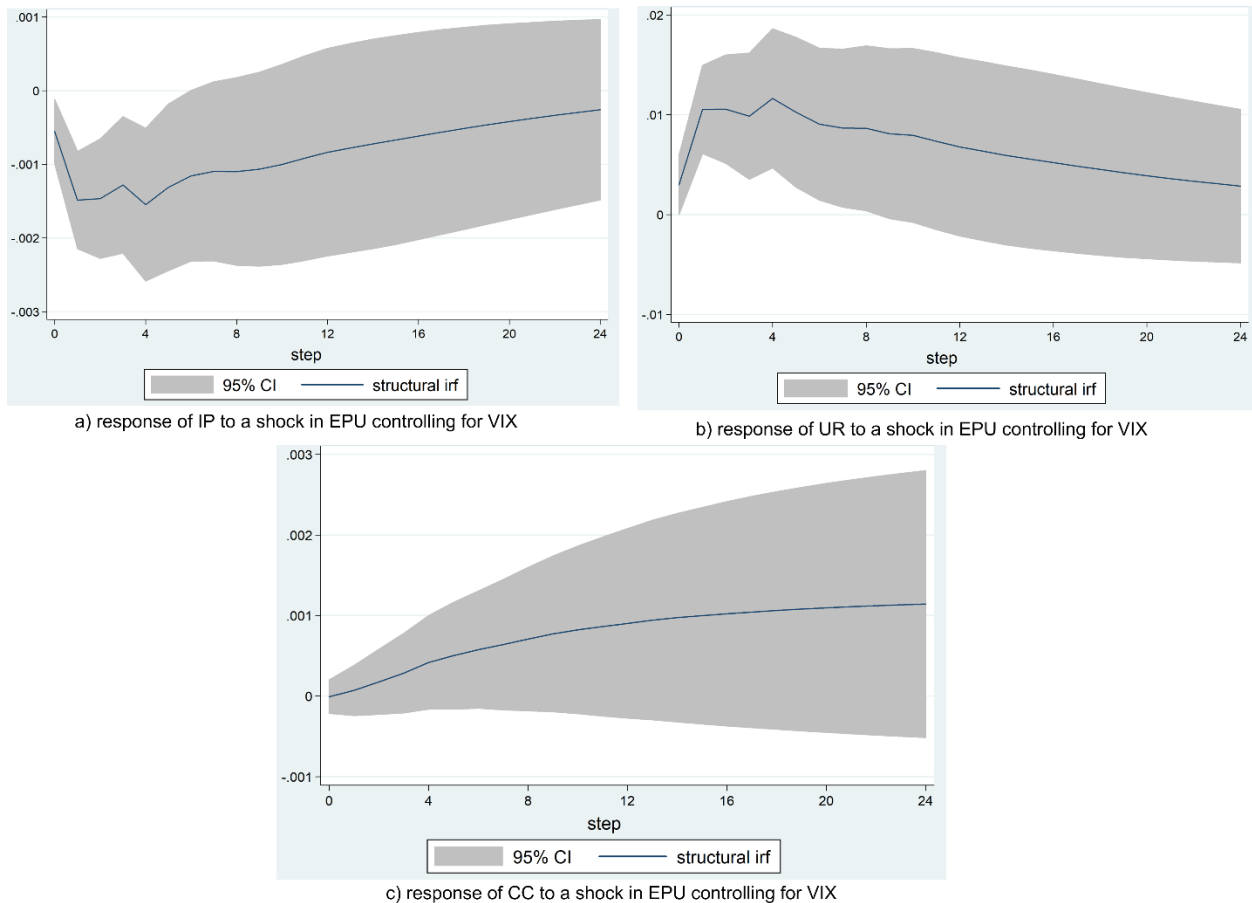 .001
0
-.001
-.002
-.003
0 4 8 12 16 20 24
step
95% CI structural irf
a) response of IP to a shock in EPU controlling for VIX
.02
.01
0
-.01
0 4 8 12 16 20 24
step
95% CI structural irf
b) response of UR to a shock in EPU controlling for VIX
.003
.002
.001
0
-.001
0 4 8 12 16 20 24
step
95% CI structural irf
c) response of CC to a shock in EPU controlling for VIX